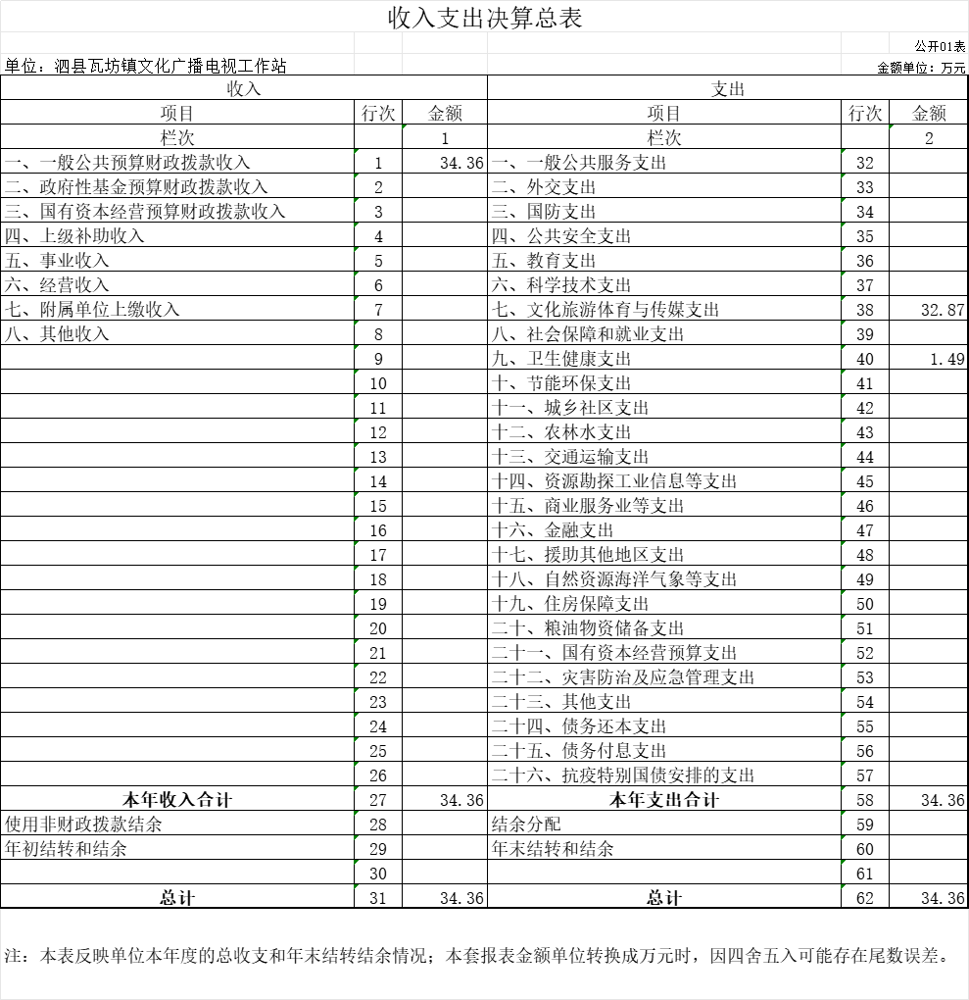 收入支出决算总表
公开01表
单位：泗县瓦坊镇文化广播电视工作站 金额单位：万元
收入 支出
项目 行次 金额 项目 行次 金额
栏次 1 栏次 2
一、一般公共预算财政拨款收入 1 34.36 一、一般公共服务支出 32
二、政府性基金预算财政拨款收入 2 二、外交支出 33
三、国有资本经营预算财政拨款收入 3 三、国防支出 34
四、上级补助收入 4 四、公共安全支出 35
五、事业收入 5 五、教育支出 36
六、经营收入 6 六、科学技术支出 37
七、附属单位上缴收入 7 七、文化旅游体育与传媒支出 38 32.87
八、其他收入 8 八、社会保障和就业支出 39
9 九、卫生健康支出 40 1.49
10 十、节能环保支出 41
11 十一、城乡社区支出 42
12 十二、农林水支出 43
13 十三、交通运输支出 44
14 十四、资源勘探工业信息等支出 45
15 十五、商业服务业等支出 46
16 十六、金融支出 47
17 十七、援助其他地区支出 48
18 十八、自然资源海洋气象等支出 49
19 十九、住房保障支出 50
20 二十、粮油物资储备支出 51
21 二十一、国有资本经营预算支出 52
22 二十二、灾害防治及应急管理支出 53
23 二十三、其他支出 54
24 二十四、债务还本支出 55
25 二十五、债务付息支出 56
26 二十六、抗疫特别国债安排的支出 57
本年收入合计 27 34.36 本年支出合计 58 34.36
使用非财政拨款结余 28 结余分配 59
年初结转和结余 29 年末结转和结余 60
30 61
总计 31 34.36 总计 62 34.36
注：本表反映单位本年度的总收支和年末结转结余情况；本套报表金额单位转换成万元时，因四舍五入可能存在尾数误差。